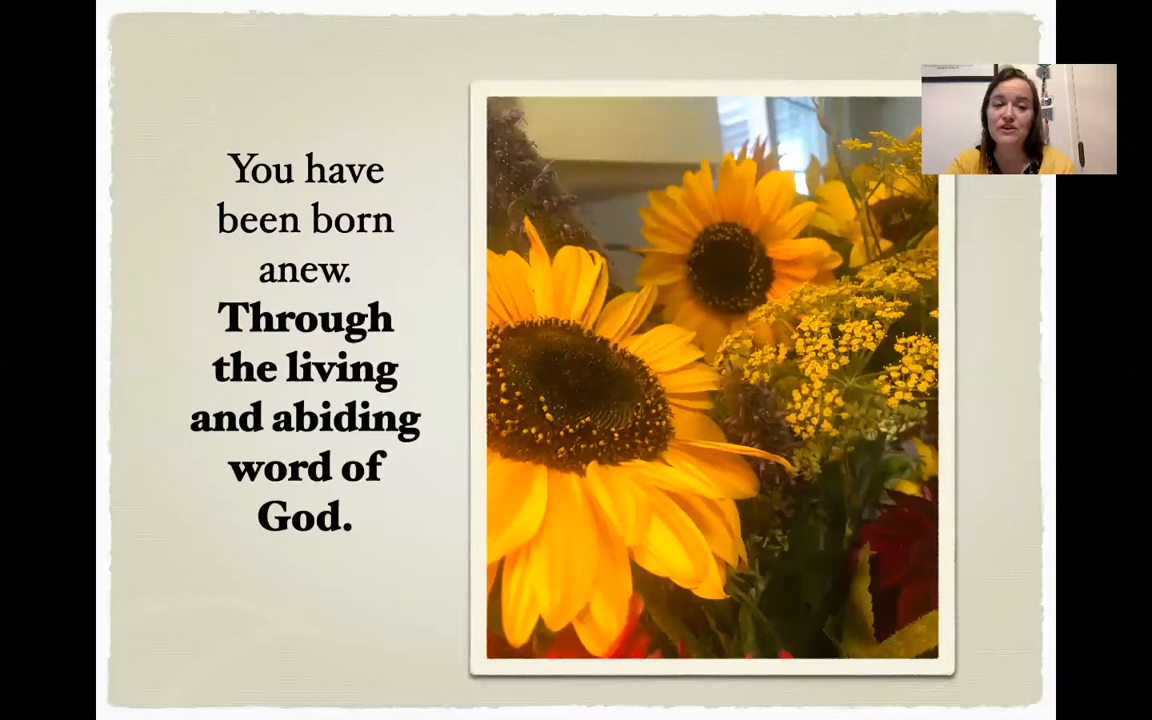 You have
been born
anew.
Through
the living
and abiding
word of
God.